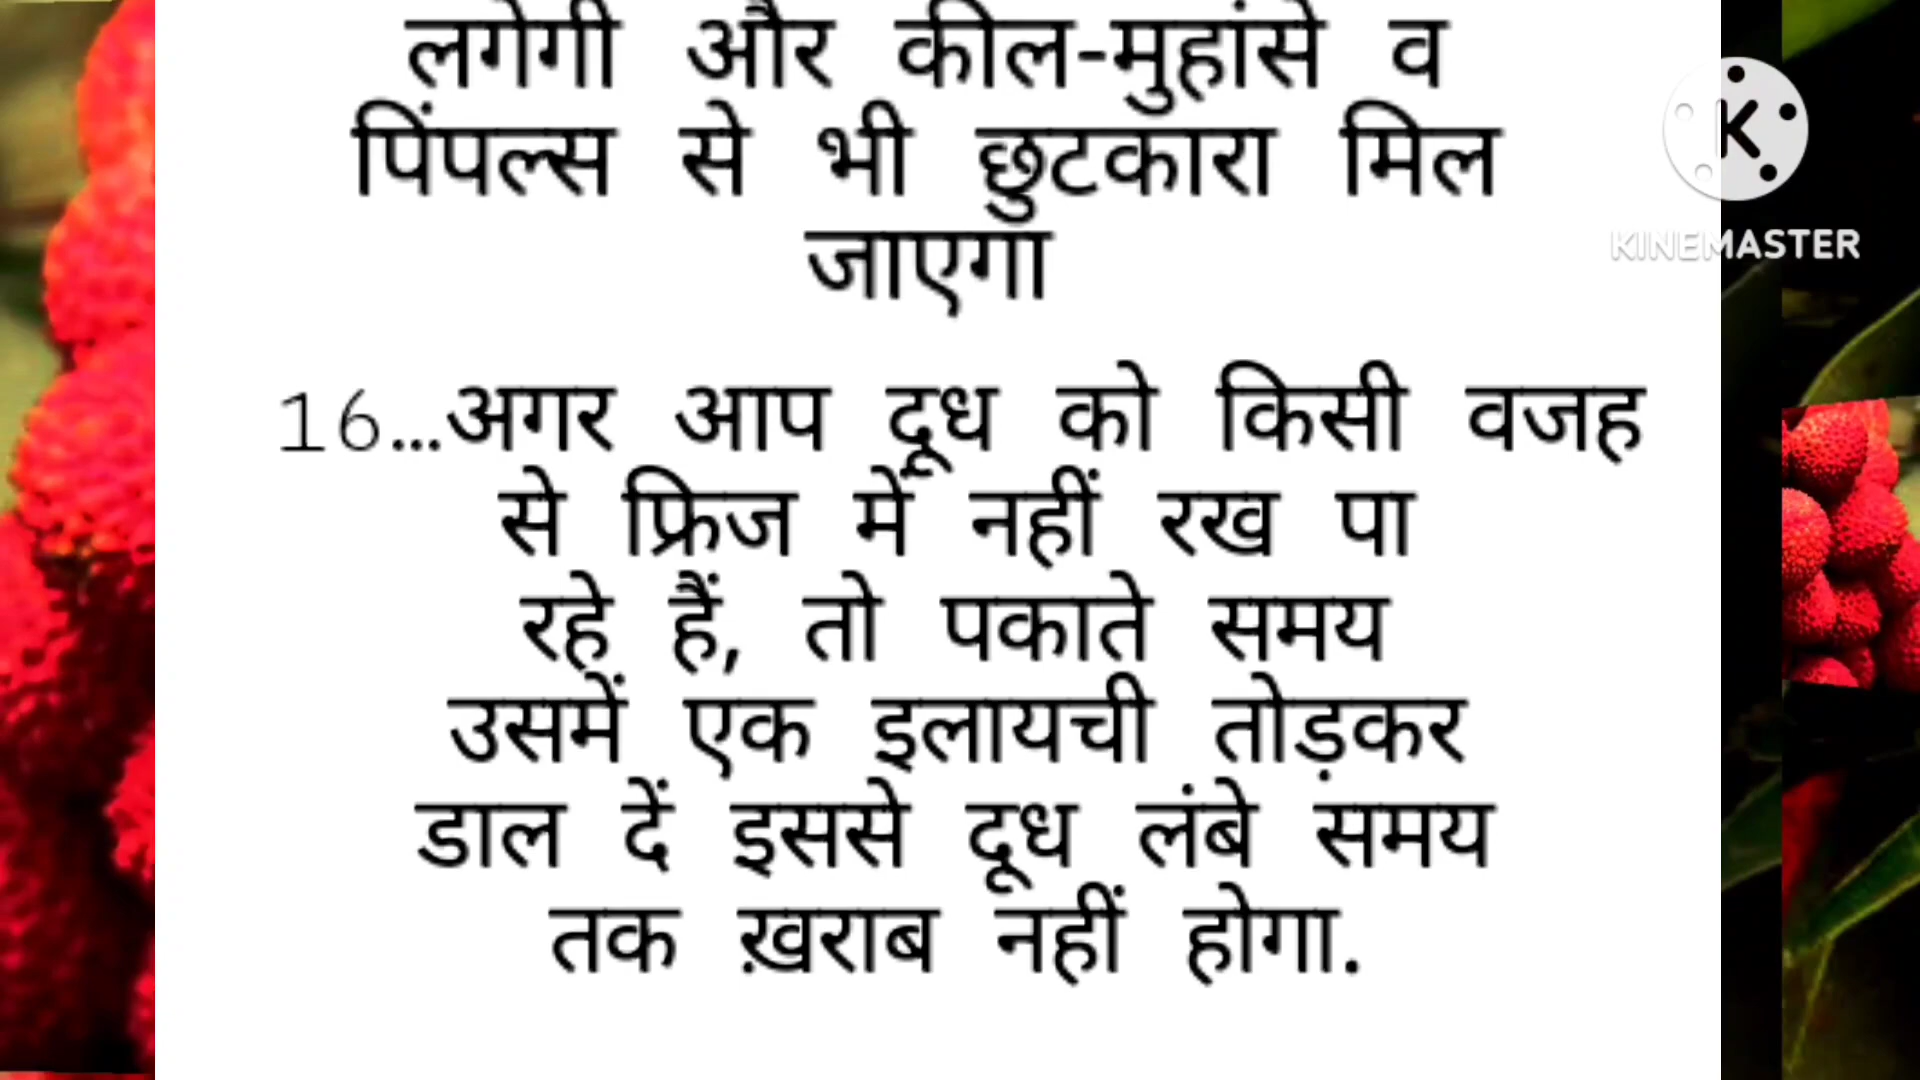 लगेगी और कील-मुहांसे व
पिंपल्स से भी छुटकारा मिल
जाएगा
16...अगर आप दूध को किसी वजह
से फ्रिज में नहीं रख पा
रहे हैं, तो पकाते समय
उसमें एक इलायची तोड़कर
डाल दें इससे दूध लंबे समय
तक ख़राब नहीं होगा.
K
KINEMASTER